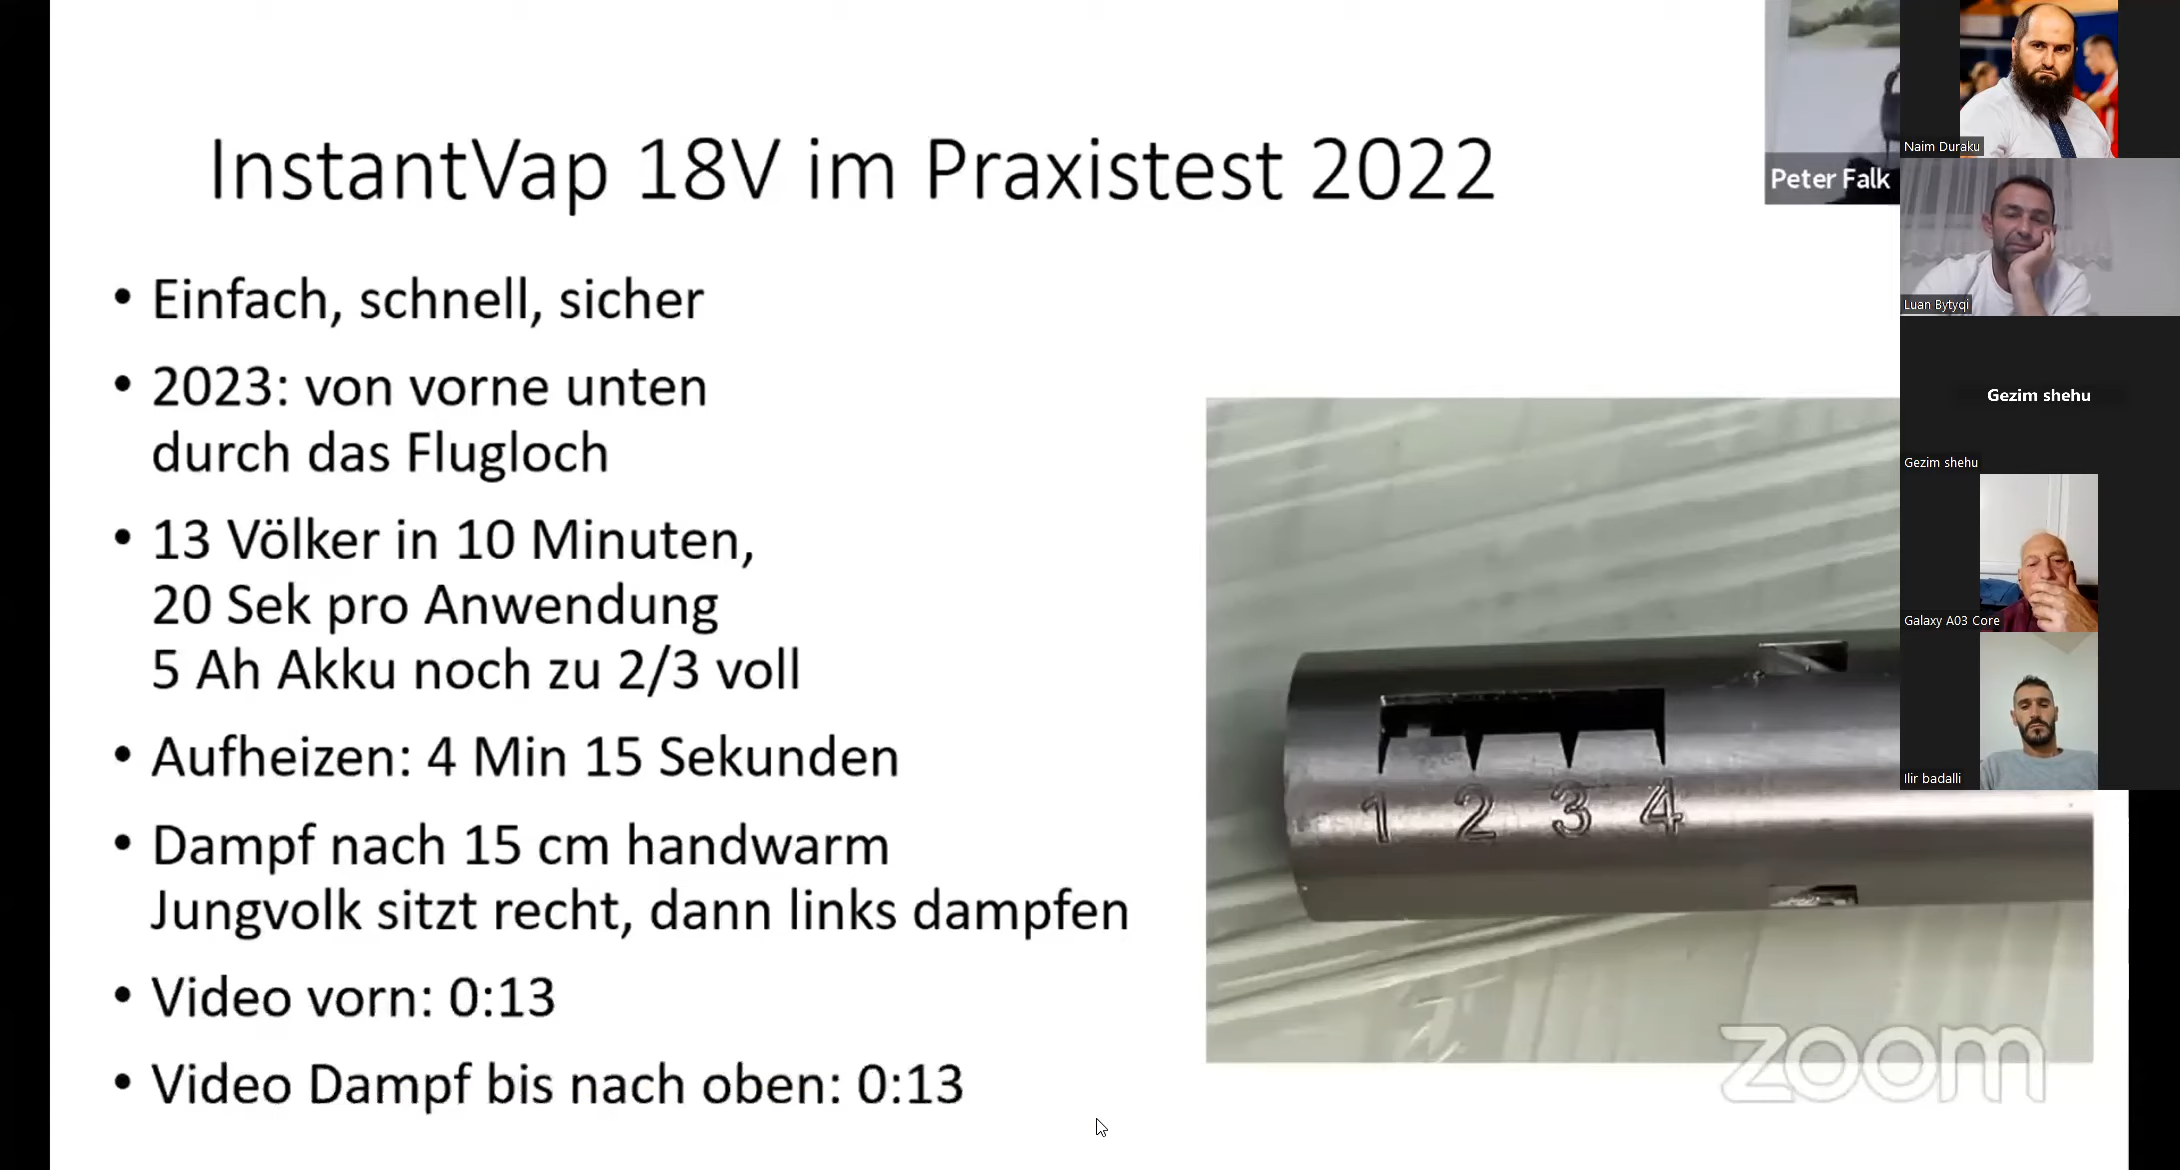 InstantVap 18V im Praxistest 2022
• Einfach, schnell, sicher
• 2023: von vorne unten
durch das Flugloch
• 13 Völker in 10 Minuten,
20 Sek pro Anwendung
5 Ah Akku noch zu 2/3 voll
• Aufheizen: 4 Min 15 Sekunden
• Dampf nach 15 cm handwarm
Jungvolk sitzt recht, dann links dampfen
• Video vorn: 0:13
• Video Dampf bis nach oben: 0:13
1 2 3 4
zoom
Peter Falk
Naim Duraku
Luan Bytyqi
Gezim shehu
Gezim shehu
Galaxy A03 Core
Ilir badalli